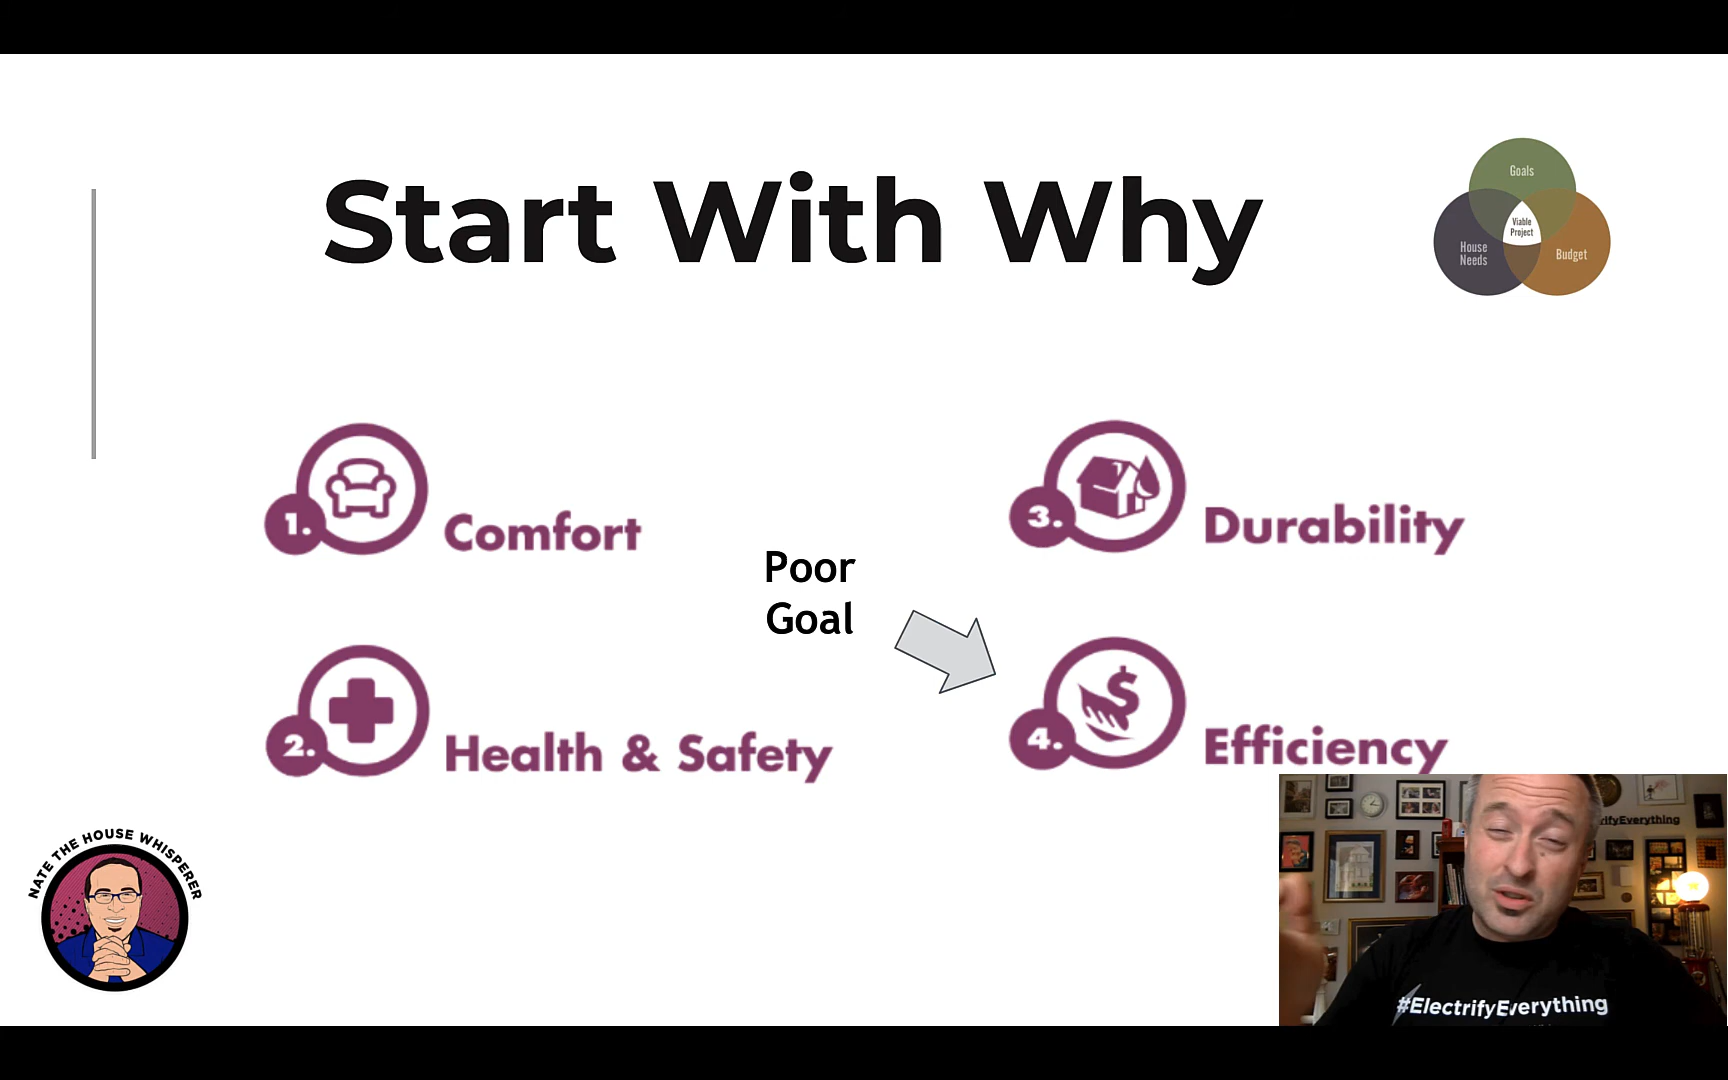 Start With Why
Goals
Viable
Project
House
Needs
Budget
1.
Comfort
3.
Durability
Poor
Goal
2.
Health & Safety
4.
Efficiency
NATE THE HOUSE WHISPERER
rifyEverything
#ElectrifyEverything